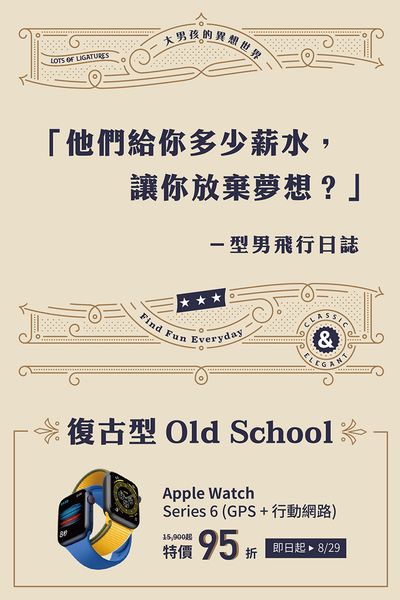 大男孩的異想世界
LOTS OF LIGATURES
「他們給你多少薪水，
讓你放棄夢想？」
－型男飛行日誌
★★★
Find Fun Everyday
CLASSIC
&
ELEGANT
復古型 Old School
Apple Watch
Series 6 (GPS + 行動網路)
15,900起
特價 95 折
即日起 ▸ 8/29